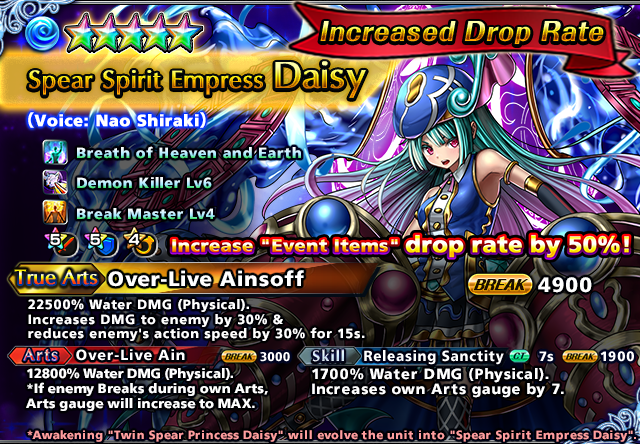 Increased Drop Rate
Spear Spirit Empress Daisy
(Voice: Nao Shiraki)
Breath of Heaven and Earth
Demon Killer Lv6
Break Master Lv4
5 5 4
Increase "Event Items" drop rate by 50%!
True Arts Over-Live Ainsoff BREAK 4900
22500% Water DMG (Physical).
Increases DMG to enemy by 30% &
reduces enemy's action speed by 30% for 15s.
Arts Over-Live Ain BREAK 3000
12800% Water DMG (Physical).
*If enemy Breaks during own Arts,
Arts gauge will increase to MAX.
Skill Releasing Sanctity CT. 7s BREAK 1900
1700% Water DMG (Physical).
Increases own Arts gauge by 7.
*Awakening "Twin Spear Princess Daisy" will evolve the unit into "Spear Spirit Empress Daisy".